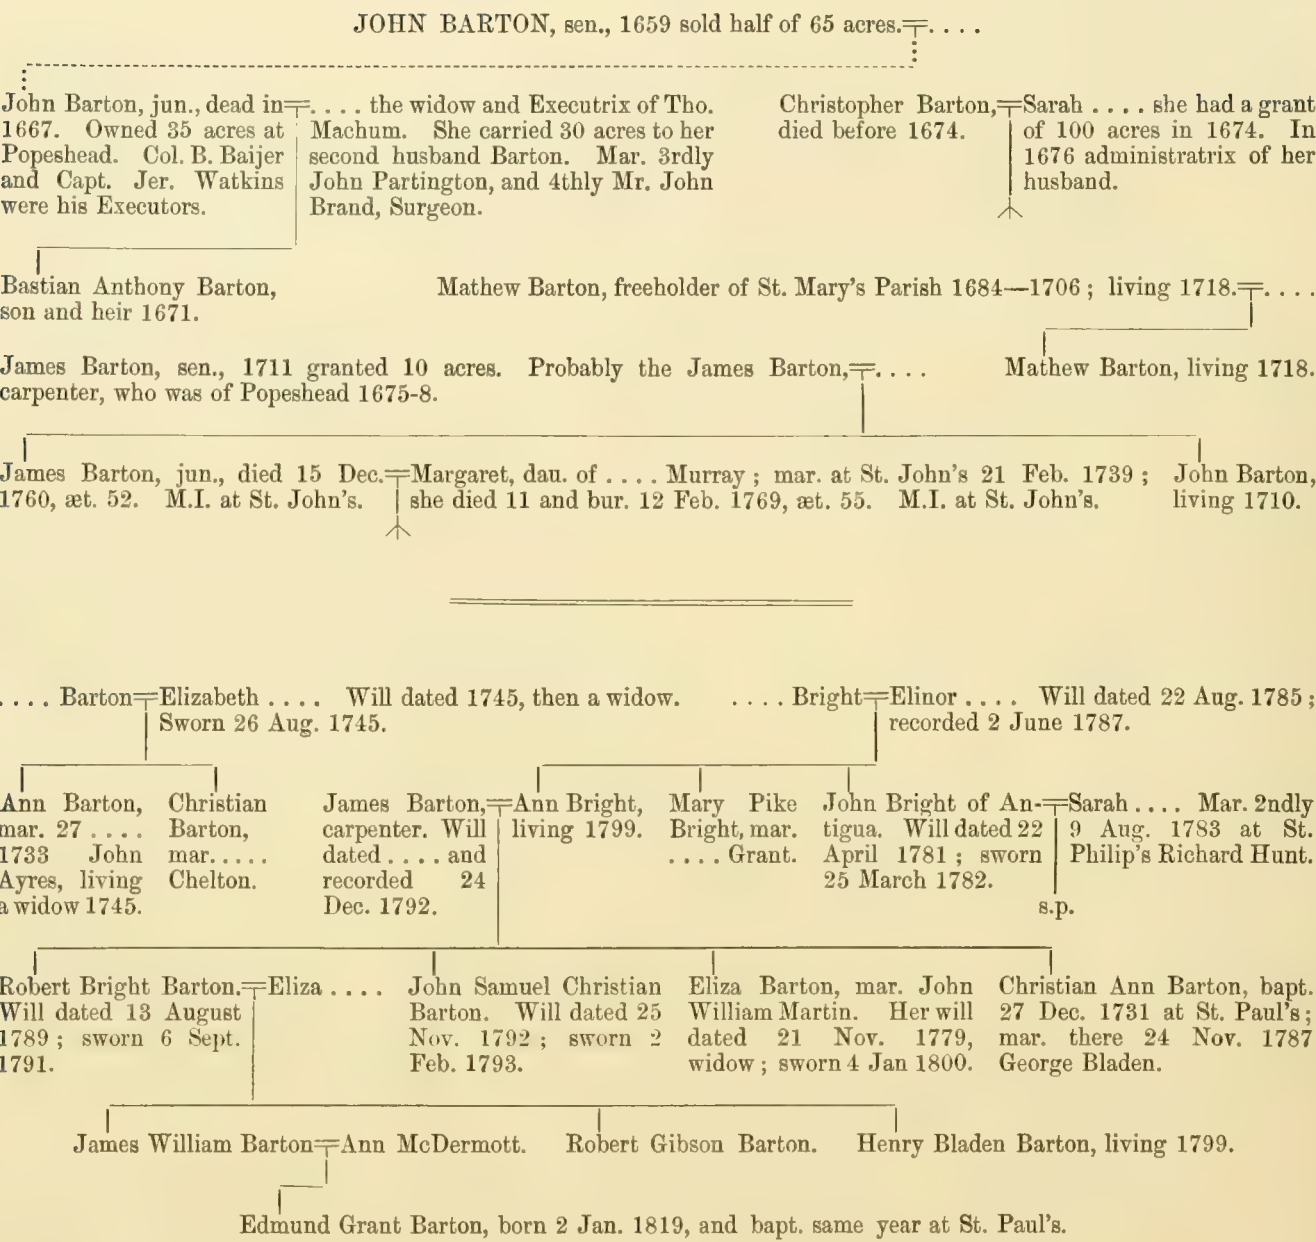 JOHN BARTON, sen., 1659 sold half of 65 acres.=. . . .
John Barton, jun., dead in=. . . . the widow and Executrix of Tho.
1667. Owned 35 acres at Machum. She carried 30 acres to her
Popeshead. Col. B. Baijer second husband Barton. Mar. 3rdly
and Capt. Jer. Watkins John Partington, and 4thly Mr. John
were his Executors. Brand, Surgeon.
Christopher Barton,=Sarah . . . . she had a grant
died before 1674. of 100 acres in 1674. In
1676 administratrix of her
husband.
Bastian Anthony Barton,
son and heir 1671.
Mathew Barton, freeholder of St. Mary's Parish 1684—1706 ; living 1718.=. . . .
James Barton, sen., 1711 granted 10 acres. Probably the James Barton,=. . . .
carpenter, who was of Popeshead 1675-8.
Mathew Barton, living 1718.
James Barton, jun., died 15 Dec.=Margaret, dau. of . . . . Murray ; mar. at St. John's 21 Feb. 1739 ;
1760, æt. 52. M.I. at St. John's. she died 11 and bur. 12 Feb. 1769, æt. 55. M.I. at St. John's.
John Barton,
living 1710.
. . . . Barton=Elizabeth . . . . Will dated 1745, then a widow.
Sworn 26 Aug. 1745.
. . . . Bright=Elinor . . . . Will dated 22 Aug. 1785 ;
recorded 2 June 1787.
Ann Barton,
mar. 27 . . . .
1733 John
Ayres, living
a widow 1745.
Christian
Barton,
mar. . . . .
Chelton.
James Barton,=Ann Bright,
carpenter. Will living 1799.
dated . . . . and
recorded 24
Dec. 1792.
Mary Pike
Bright, mar.
. . . . Grant.
John Bright of An-=Sarah . . . . Mar. 2ndly
tigua. Will dated 22 9 Aug. 1783 at St.
April 1781 ; sworn Philip's Richard Hunt.
25 March 1782.
s.p.
Robert Bright Barton.=Eliza . . . .
Will dated 13 August
1789 ; sworn 6 Sept.
1791.
John Samuel Christian
Barton. Will dated 25
Nov. 1792 ; sworn 2
Feb. 1793.
Eliza Barton, mar. John
William Martin. Her will
dated 21 Nov. 1779,
widow ; sworn 4 Jan 1800.
Christian Ann Barton, bapt.
27 Dec. 1731 at St. Paul's ;
mar. there 24 Nov. 1787
George Bladen.
James William Barton=Ann McDermott. Robert Gibson Barton. Henry Bladen Barton, living 1799.
Edmund Grant Barton, born 2 Jan. 1819, and bapt. same year at St. Paul's.